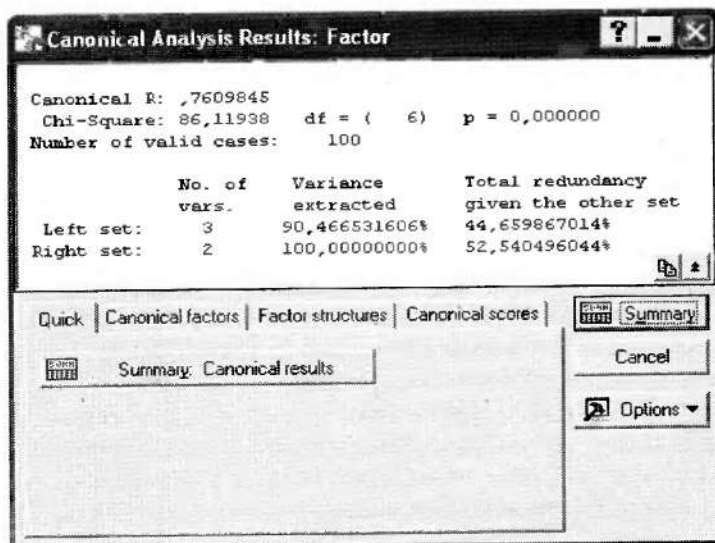 Canonical Analysis Results: Factor
Canonical R: ,7609845
Chi-Square: 86,11938 df = ( 6) p = 0,000000
Number of valid cases: 100
No. of Variance Total redundancy
vars. extracted given the other set
Left set: 3 90,466531606% 44,659867014%
Right set: 2 100,00000000% 52,540496044%
Quick Canonical factors Factor structures Canonical scores
Summary
Summary: Canonical results
Cancel
Options